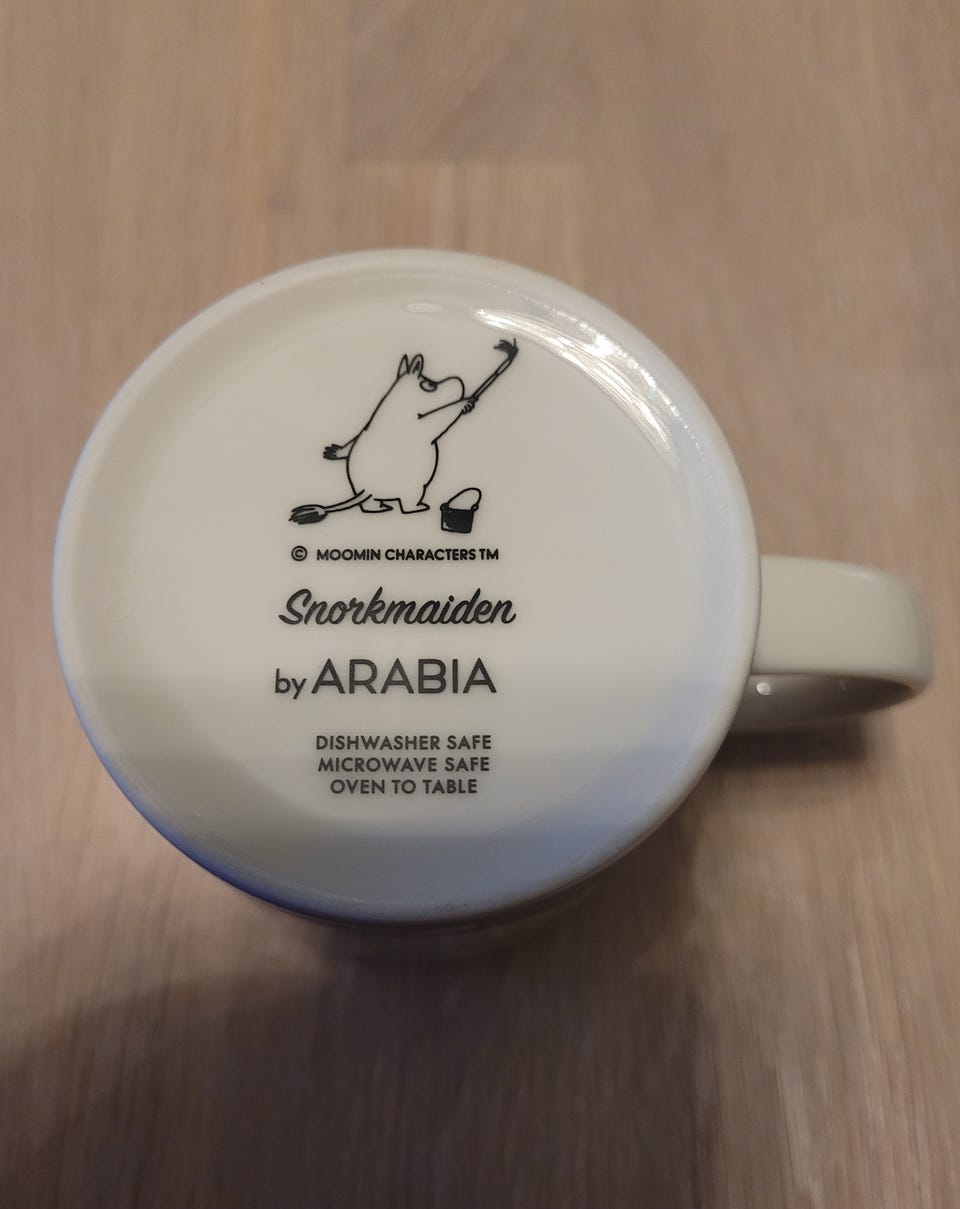 © MOOMIN CHARACTERS TM
Snorkmaiden
by ARABIA
DISHWASHER SAFE
MICROWAVE SAFE
OVEN TO TABLE